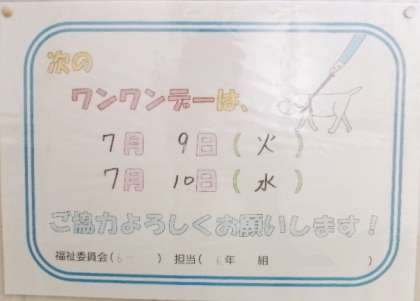 次の
ワンワンデーは、
7月 9日(火)
7月 10日(水)
ご協力よろしくお願いします!
福祉委員会(6- ) 担当( 6年 組 )